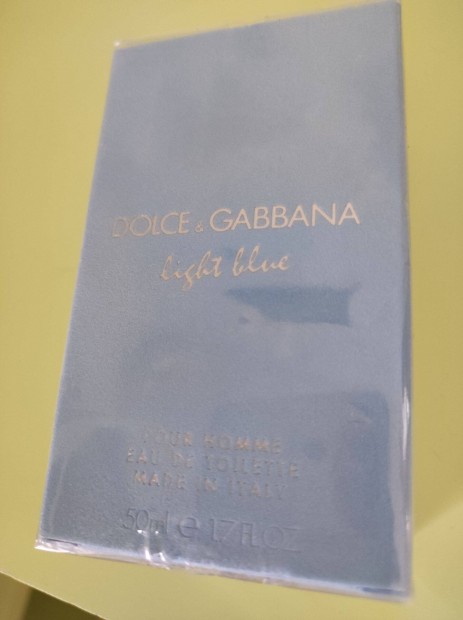 DOLCE & GABBANA
light blue
POUR HOMME
EAU DE TOILETTE
MADE IN ITALY
50ml e 1.7 FL.OZ.